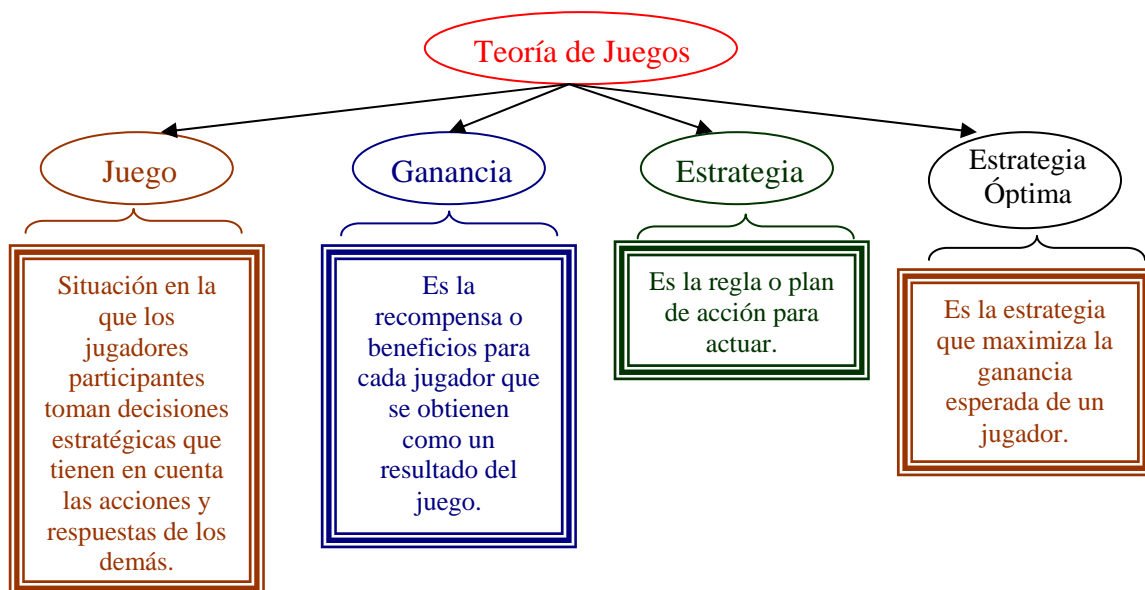 Teoría de Juegos
Juego
Ganancia
Estrategia
Estrategia
Óptima
Situación en la
que los
jugadores
participantes
toman decisiones
estratégicas que
tienen en cuenta
las acciones y
respuestas de los
demás.
Es la
recompensa o
beneficios para
cada jugador que
se obtienen
como un
resultado del
juego.
Es la regla o plan
de acción para
actuar.
Es la estrategia
que maximiza la
ganancia
esperada de un
jugador.